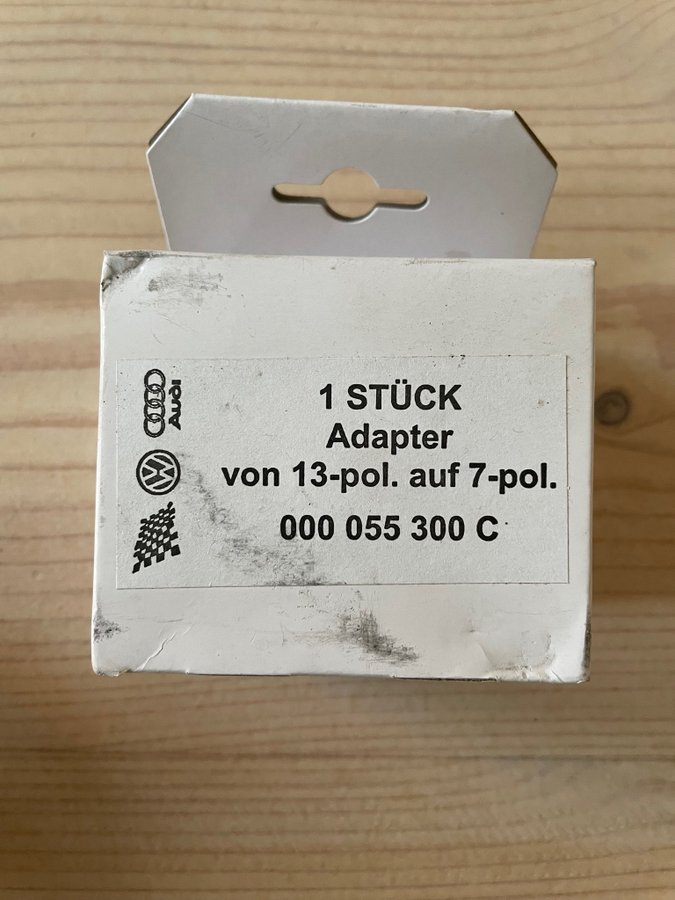 Audi
1 STÜCK
Adapter
von 13-pol. auf 7-pol.
000 055 300 C